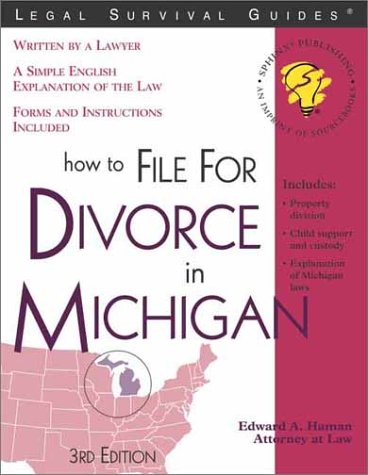 LEGAL SURVIVAL GUIDES®
WRITTEN BY A LAWYER
A SIMPLE ENGLISH
EXPLANATION OF THE LAW
FORMS AND INSTRUCTIONS
INCLUDED
SPHINX® PUBLISHING
AN IMPRINT OF SOURCEBOOKS
how to FILE FOR
DIVORCE
in
MICHIGAN
Includes:
• Property
division
• Child support
and custody
• Explanation
of Michigan
laws
3RD EDITION
Edward A. Haman
Attorney at Law